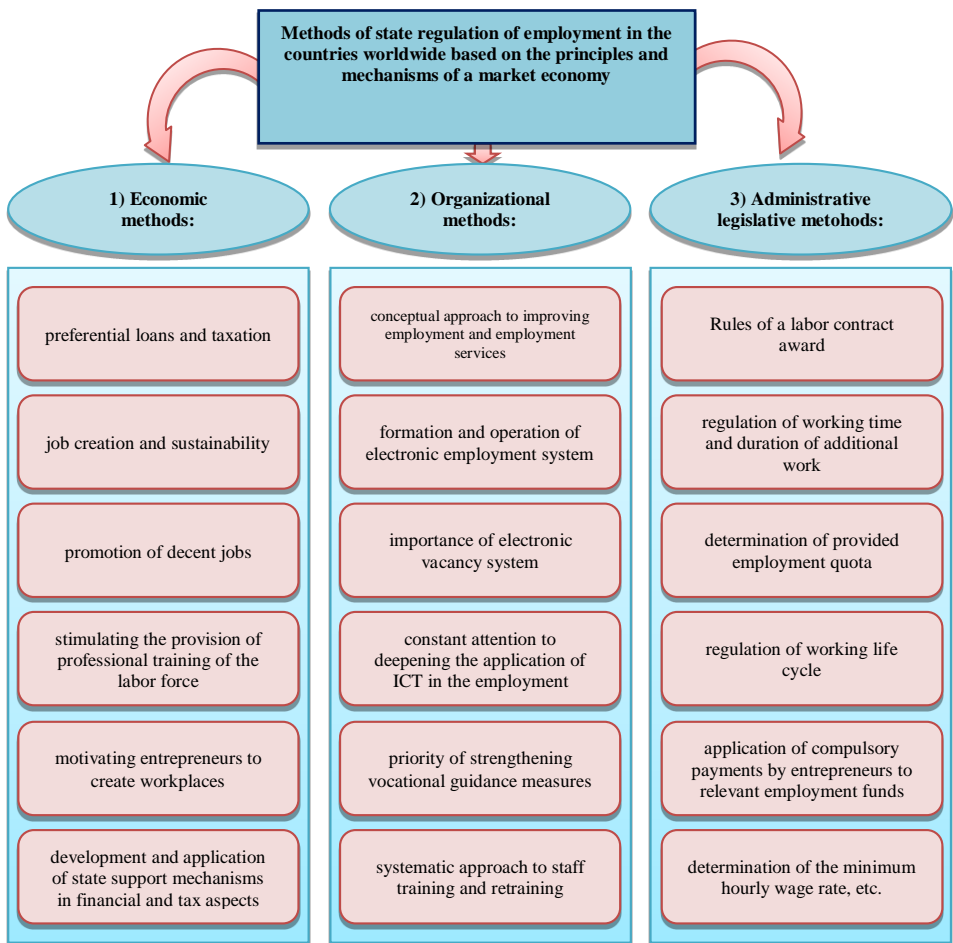 Methods of state regulation of employment in the
countries worldwide based on the principles and
mechanisms of a market economy
1) Economic
methods:
2) Organizational
methods:
3) Administrative
legislative metohods:
preferential loans and taxation
job creation and sustainability
promotion of decent jobs
stimulating the provision of
professional training of the
labor force
motivating entrepreneurs to
create workplaces
development and application
of state support mechanisms
in financial and tax aspects
conceptual approach to improving
employment and employment
services
formation and operation of
electronic employment system
importance of electronic
vacancy system
constant attention to
deepening the application of
ICT in the employment
priority of strengthening
vocational guidance measures
systematic approach to staff
training and retraining
Rules of a labor contract
award
regulation of working time
and duration of additional
work
determination of provided
employment quota
regulation of working life
cycle
application of compulsory
payments by entrepreneurs to
relevant employment funds
determination of the minimum
hourly wage rate, etc.